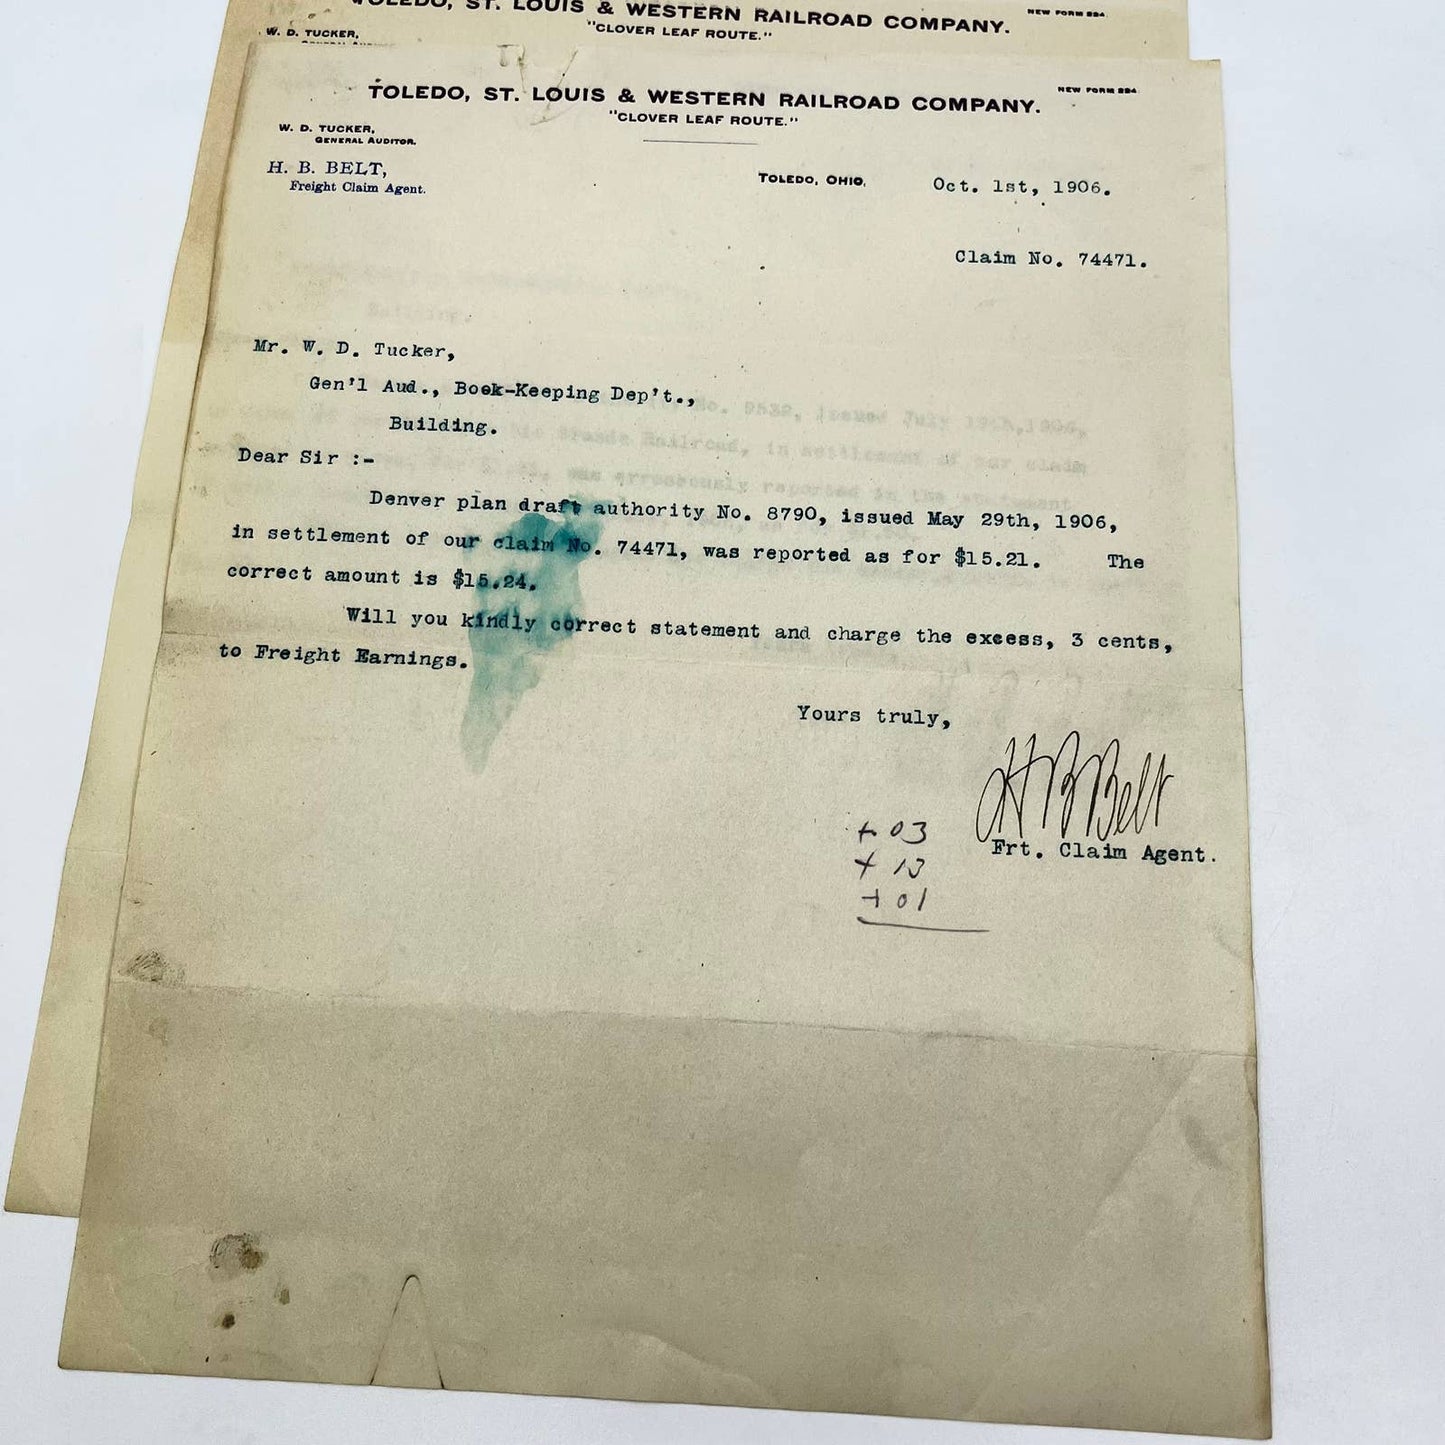 TOLEDO, ST. LOUIS & WESTERN RAILROAD COMPANY.
NEW FORM 224
"CLOVER LEAF ROUTE."
W. D. TUCKER,
TOLEDO, ST. LOUIS & WESTERN RAILROAD COMPANY.
NEW FORM 224
"CLOVER LEAF ROUTE."
W. D. TUCKER,
GENERAL AUDITOR.
H. B. BELT,
Freight Claim Agent.
TOLEDO, OHIO, Oct. 1st, 1906.
Claim No. 74471.
Mr. W. D. Tucker,
Gen'l Aud., Book-Keeping Dep't.,
Building.
Dear Sir :-
Denver plan draft authority No. 8790, issued May 29th, 1906,
in settlement of our claim No. 74471, was reported as for $15.21. The
correct amount is $15.24.
Will you kindly correct statement and charge the excess, 3 cents,
to Freight Earnings.
Yours truly,
H B Belt
Frt. Claim Agent.
+ 03
+ 13
+ 01